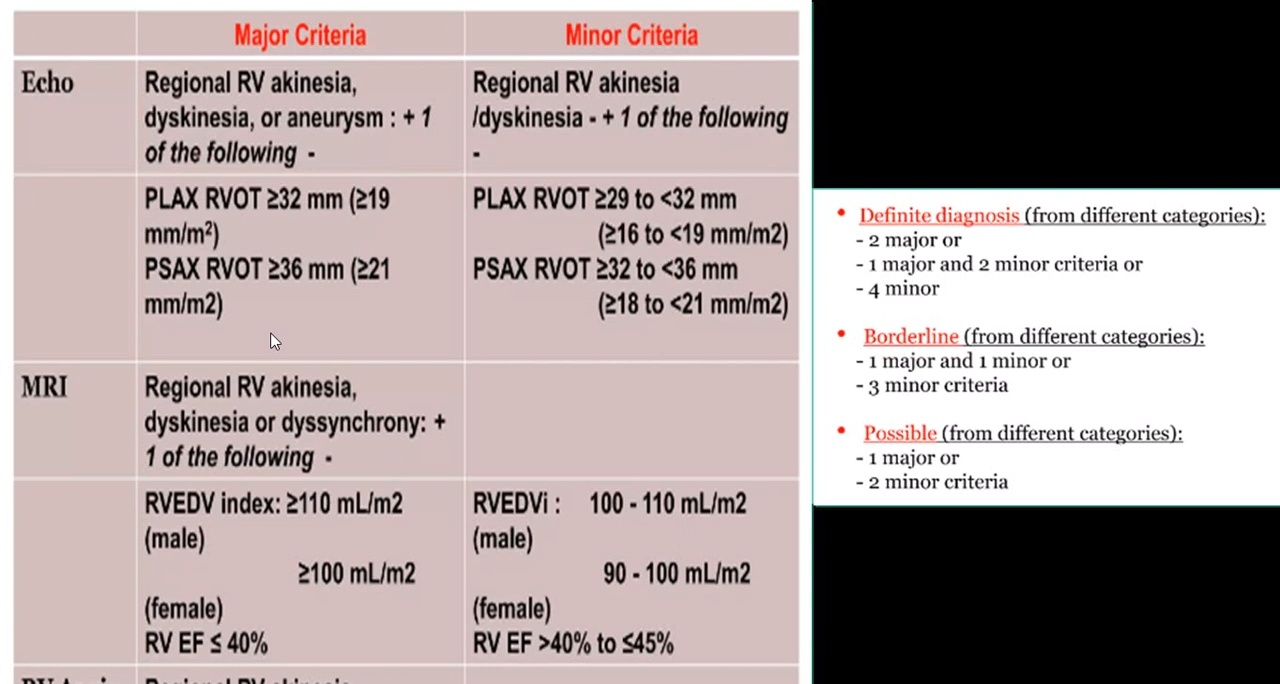 Major Criteria
Minor Criteria
Echo
Regional RV akinesia,
dyskinesia, or aneurysm : + 1
of the following -
Regional RV akinesia
/dyskinesia - + 1 of the following
-
PLAX RVOT ≥32 mm (≥19
mm/m²)
PSAX RVOT ≥36 mm (≥21
mm/m2)
PLAX RVOT ≥29 to <32 mm
(≥16 to <19 mm/m2)
PSAX RVOT ≥32 to <36 mm
(≥18 to <21 mm/m2)
MRI
Regional RV akinesia,
dyskinesia or dyssynchrony: +
1 of the following -
RVEDV index: ≥110 mL/m2
(male)
≥100 mL/m2
(female)
RV EF ≤ 40%
RVEDVi : 100 - 110 mL/m2
(male)
90 - 100 mL/m2
(female)
RV EF >40% to ≤45%
• Definite diagnosis (from different categories):
- 2 major or
- 1 major and 2 minor criteria or
- 4 minor
• Borderline (from different categories):
- 1 major and 1 minor or
- 3 minor criteria
• Possible (from different categories):
- 1 major or
- 2 minor criteria